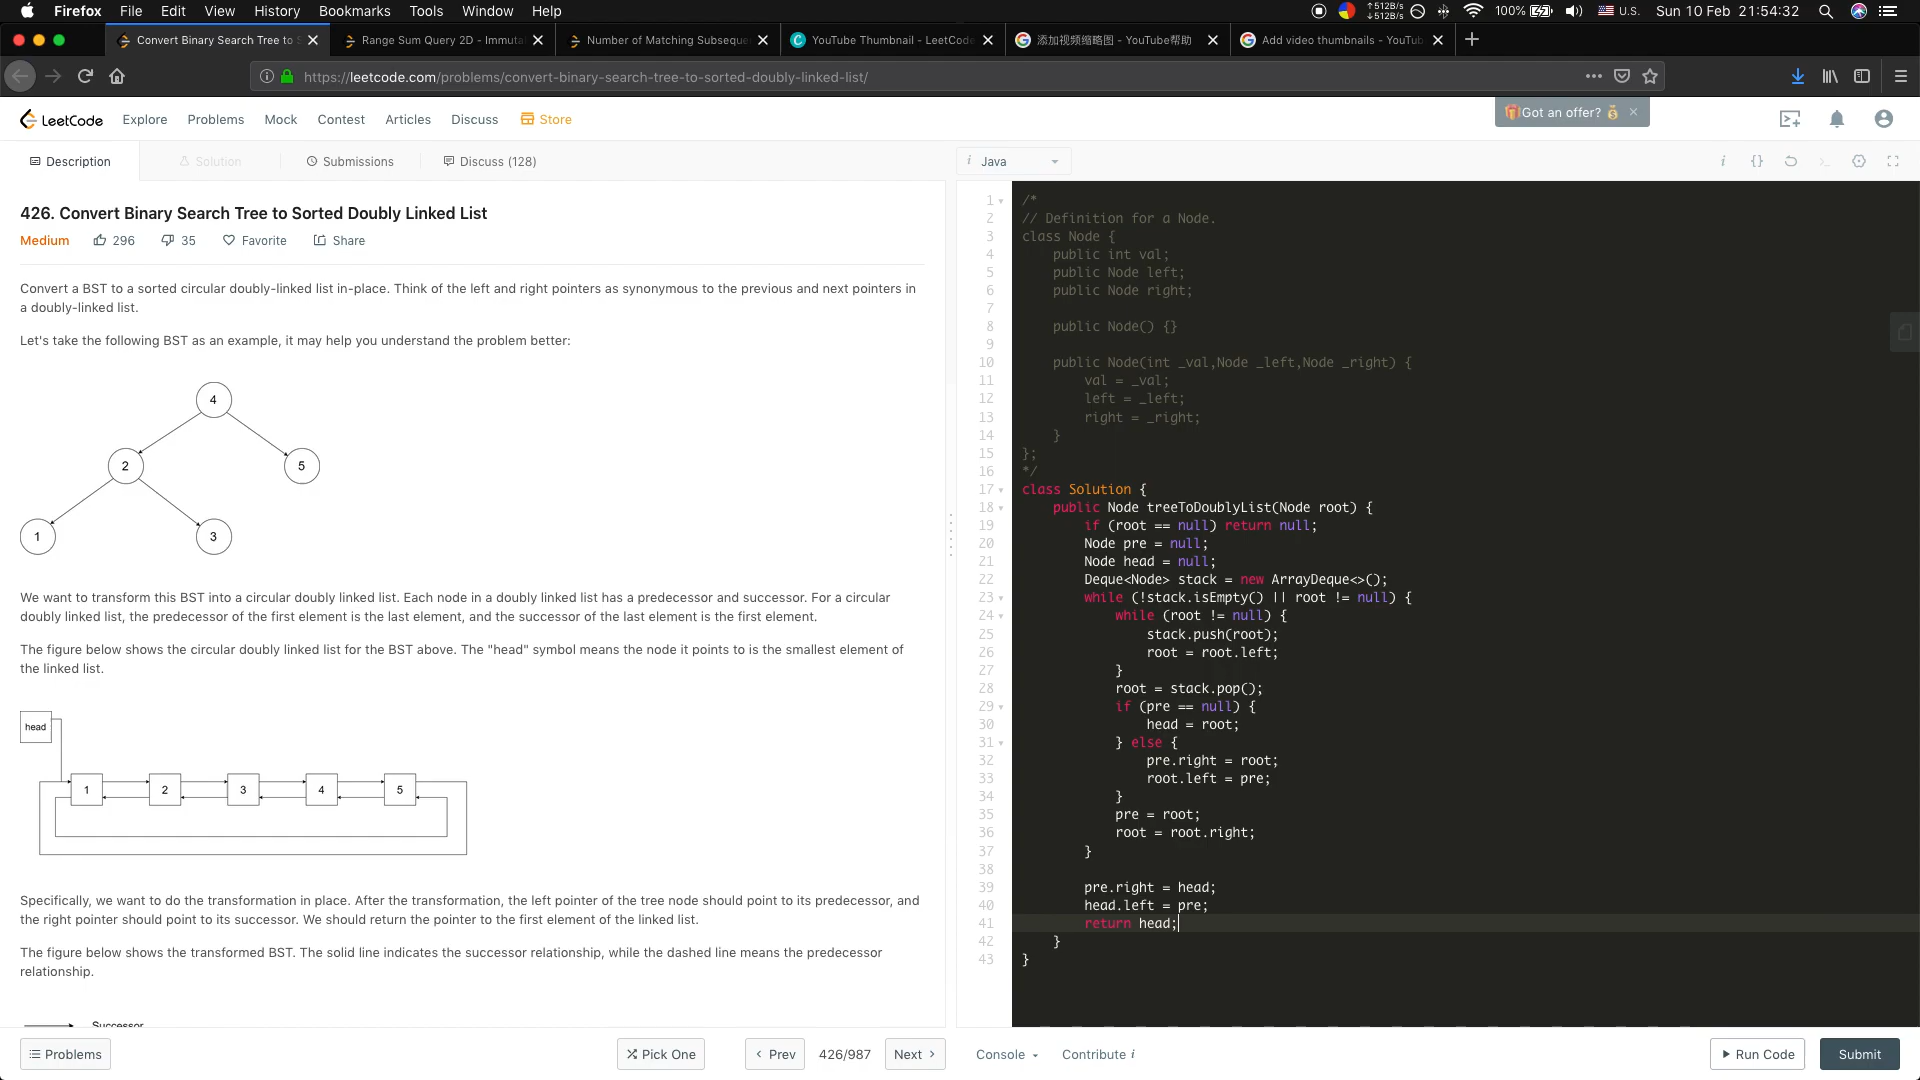 Firefox File Edit View History Bookmarks Tools Window Help
↑512B/s
↓512B/s
100%
U.S.
Sun 10 Feb 21:54:32
Convert Binary Search Tree to S
Range Sum Query 2D - Immuta
Number of Matching Subseque
YouTube Thumbnail - LeetCode
添加视频缩略图 - YouTube帮助
Add video thumbnails - YouTub
https://leetcode.com/problems/convert-binary-search-tree-to-sorted-doubly-linked-list/
LeetCode Explore Problems Mock Contest Articles Discuss Store
Got an offer?
Description Solution Submissions Discuss (128)
i Java
426. Convert Binary Search Tree to Sorted Doubly Linked List
Medium 296 35 Favorite Share
Convert a BST to a sorted circular doubly-linked list in-place. Think of the left and right pointers as synonymous to the previous and next pointers in
a doubly-linked list.
Let's take the following BST as an example, it may help you understand the problem better:
4
2 5
1 3
We want to transform this BST into a circular doubly linked list. Each node in a doubly linked list has a predecessor and successor. For a circular
doubly linked list, the predecessor of the first element is the last element, and the successor of the last element is the first element.
The figure below shows the circular doubly linked list for the BST above. The "head" symbol means the node it points to is the smallest element of
the linked list.
head
1 2 3 4 5
Specifically, we want to do the transformation in place. After the transformation, the left pointer of the tree node should point to its predecessor, and
the right pointer should point to its successor. We should return the pointer to the first element of the linked list.
The figure below shows the transformed BST. The solid line indicates the successor relationship, while the dashed line means the predecessor
relationship.
Successor
1 /*
2 // Definition for a Node.
3 class Node {
4 public int val;
5 public Node left;
6 public Node right;
7
8 public Node() {}
9
10 public Node(int _val,Node _left,Node _right) {
11 val = _val;
12 left = _left;
13 right = _right;
14 }
15 };
16 */
17 class Solution {
18 public Node treeToDoublyList(Node root) {
19 if (root == null) return null;
20 Node pre = null;
21 Node head = null;
22 Deque<Node> stack = new ArrayDeque<>();
23 while (!stack.isEmpty() || root != null) {
24 while (root != null) {
25 stack.push(root);
26 root = root.left;
27 }
28 root = stack.pop();
29 if (pre == null) {
30 head = root;
31 } else {
32 pre.right = root;
33 root.left = pre;
34 }
35 pre = root;
36 root = root.right;
37 }
38
39 pre.right = head;
40 head.left = pre;
41 return head;
42 }
43 }
Problems Pick One Prev 426/987 Next Console Contribute i Run Code Submit